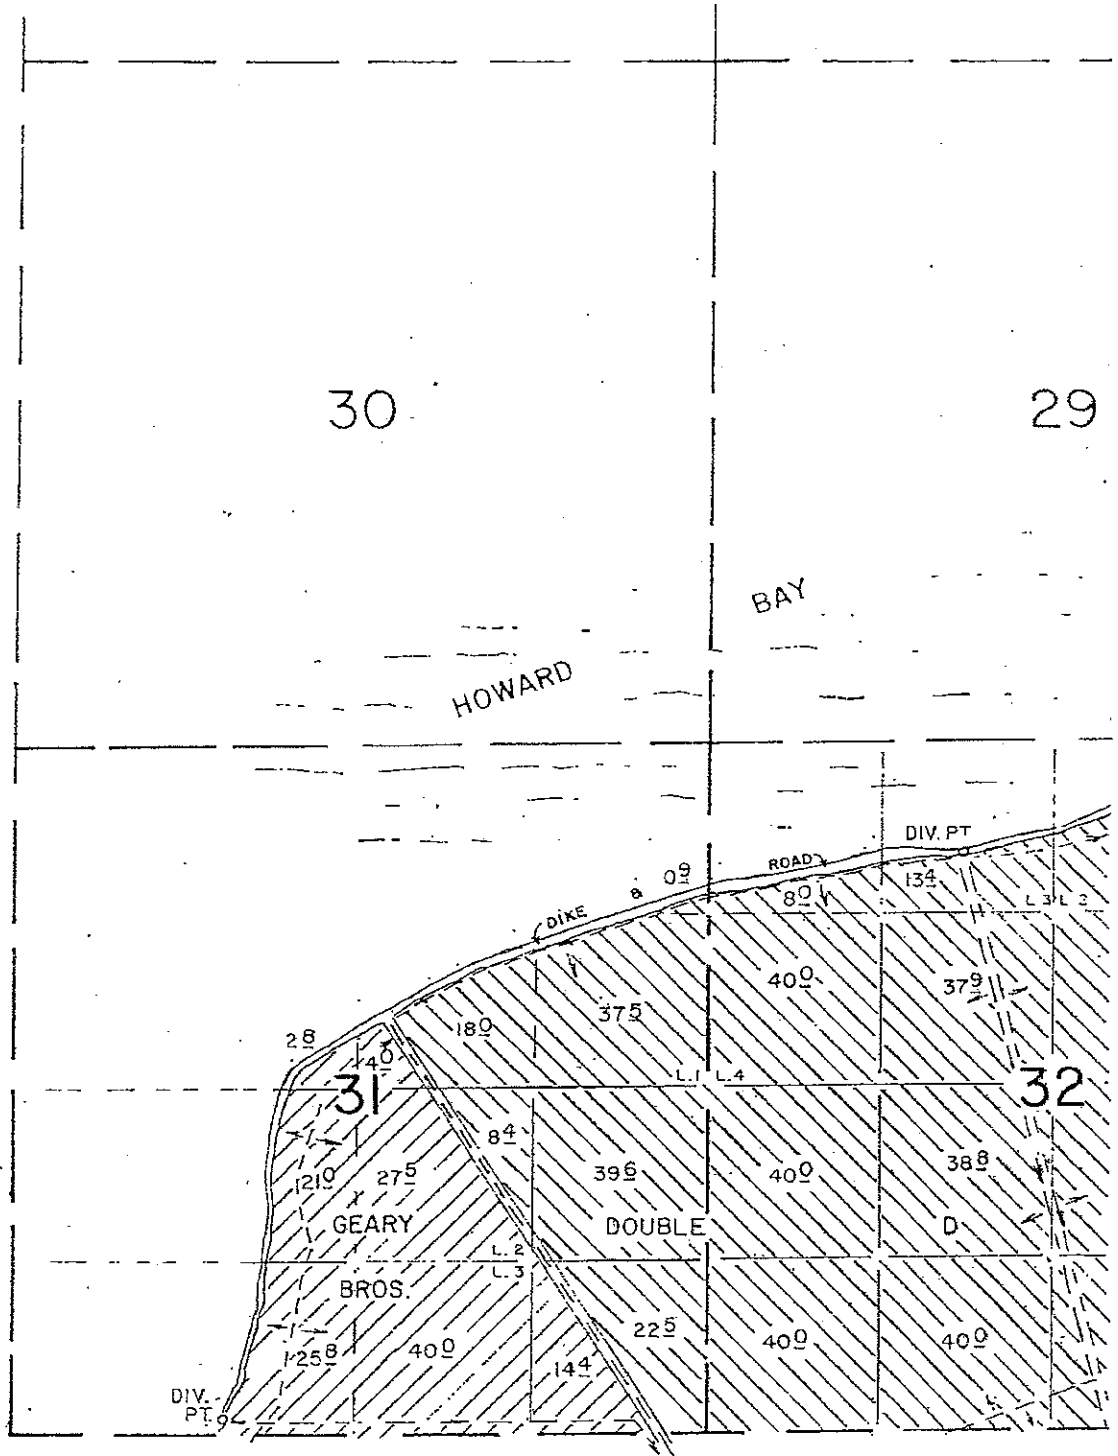 30
29
BAY
HOWARD
DIV. PT
ROAD
0 9
&
DIKE
8 0
13 4
L.3 L.2
40 0
37 9
37 5
18 0
2 8
4 0
L.1 L.4
31
32
8 4
21 0
27 5
39 6
40 0
38 8
GEARY
DOUBLE
D
L.2
L.3
BROS.
22 5
25 8
40 0
14 4
40 0
40 0
DIV.
PT.